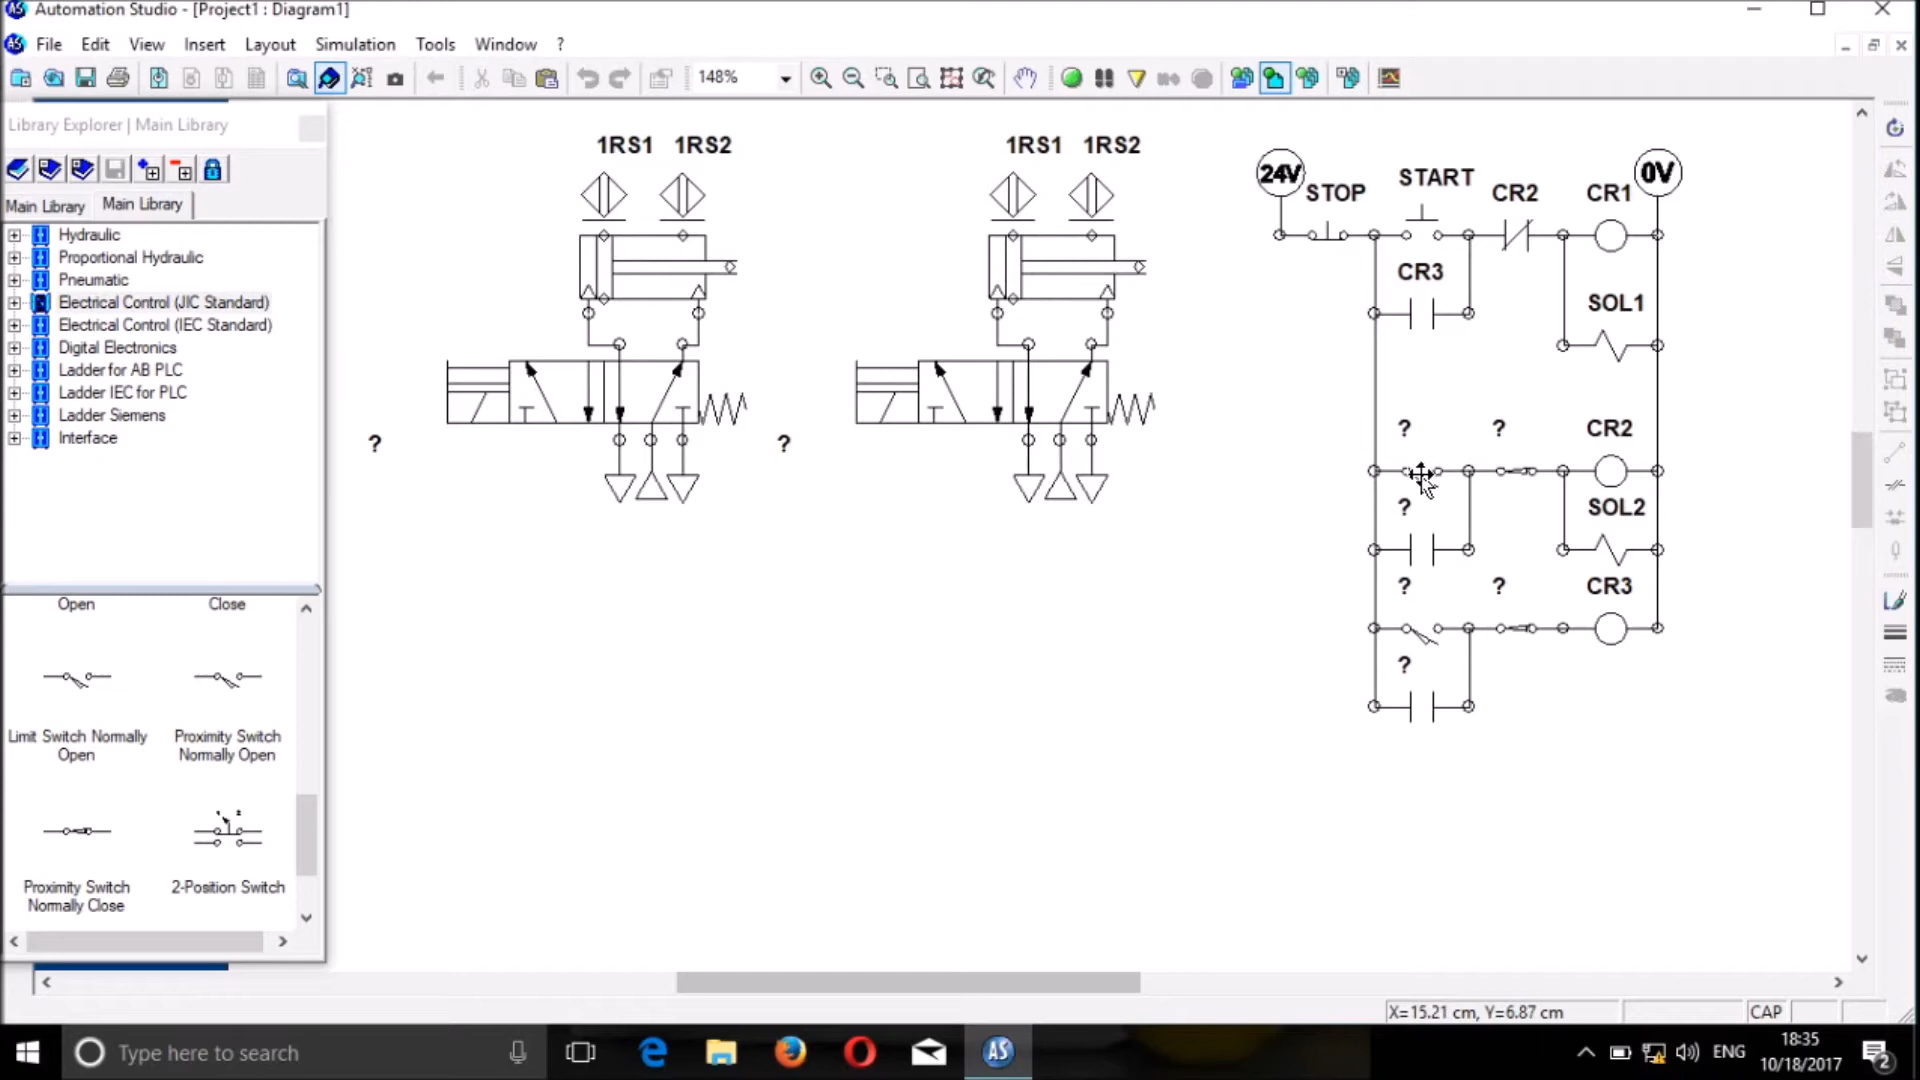 Automation Studio - [Project1 : Diagram1]
File Edit View Insert Layout Simulation Tools Window ?
148%
Library Explorer | Main Library
Main Library Main Library
Hydraulic
Proportional Hydraulic
Pneumatic
Electrical Control (JIC Standard)
Electrical Control (IEC Standard)
Digital Electronics
Ladder for AB PLC
Ladder IEC for PLC
Ladder Siemens
Interface
Open Close
Limit Switch Normally Open
Proximity Switch Normally Open
Proximity Switch Normally Close
2-Position Switch
1RS1 1RS2
1RS1 1RS2
? ?
24V STOP START CR2 CR1 0V
CR3
SOL1
? ? CR2
? SOL2
? ? CR3
?
X=15.21 cm, Y=6.87 cm CAP
Type here to search
ENG
18:35
10/18/2017
2